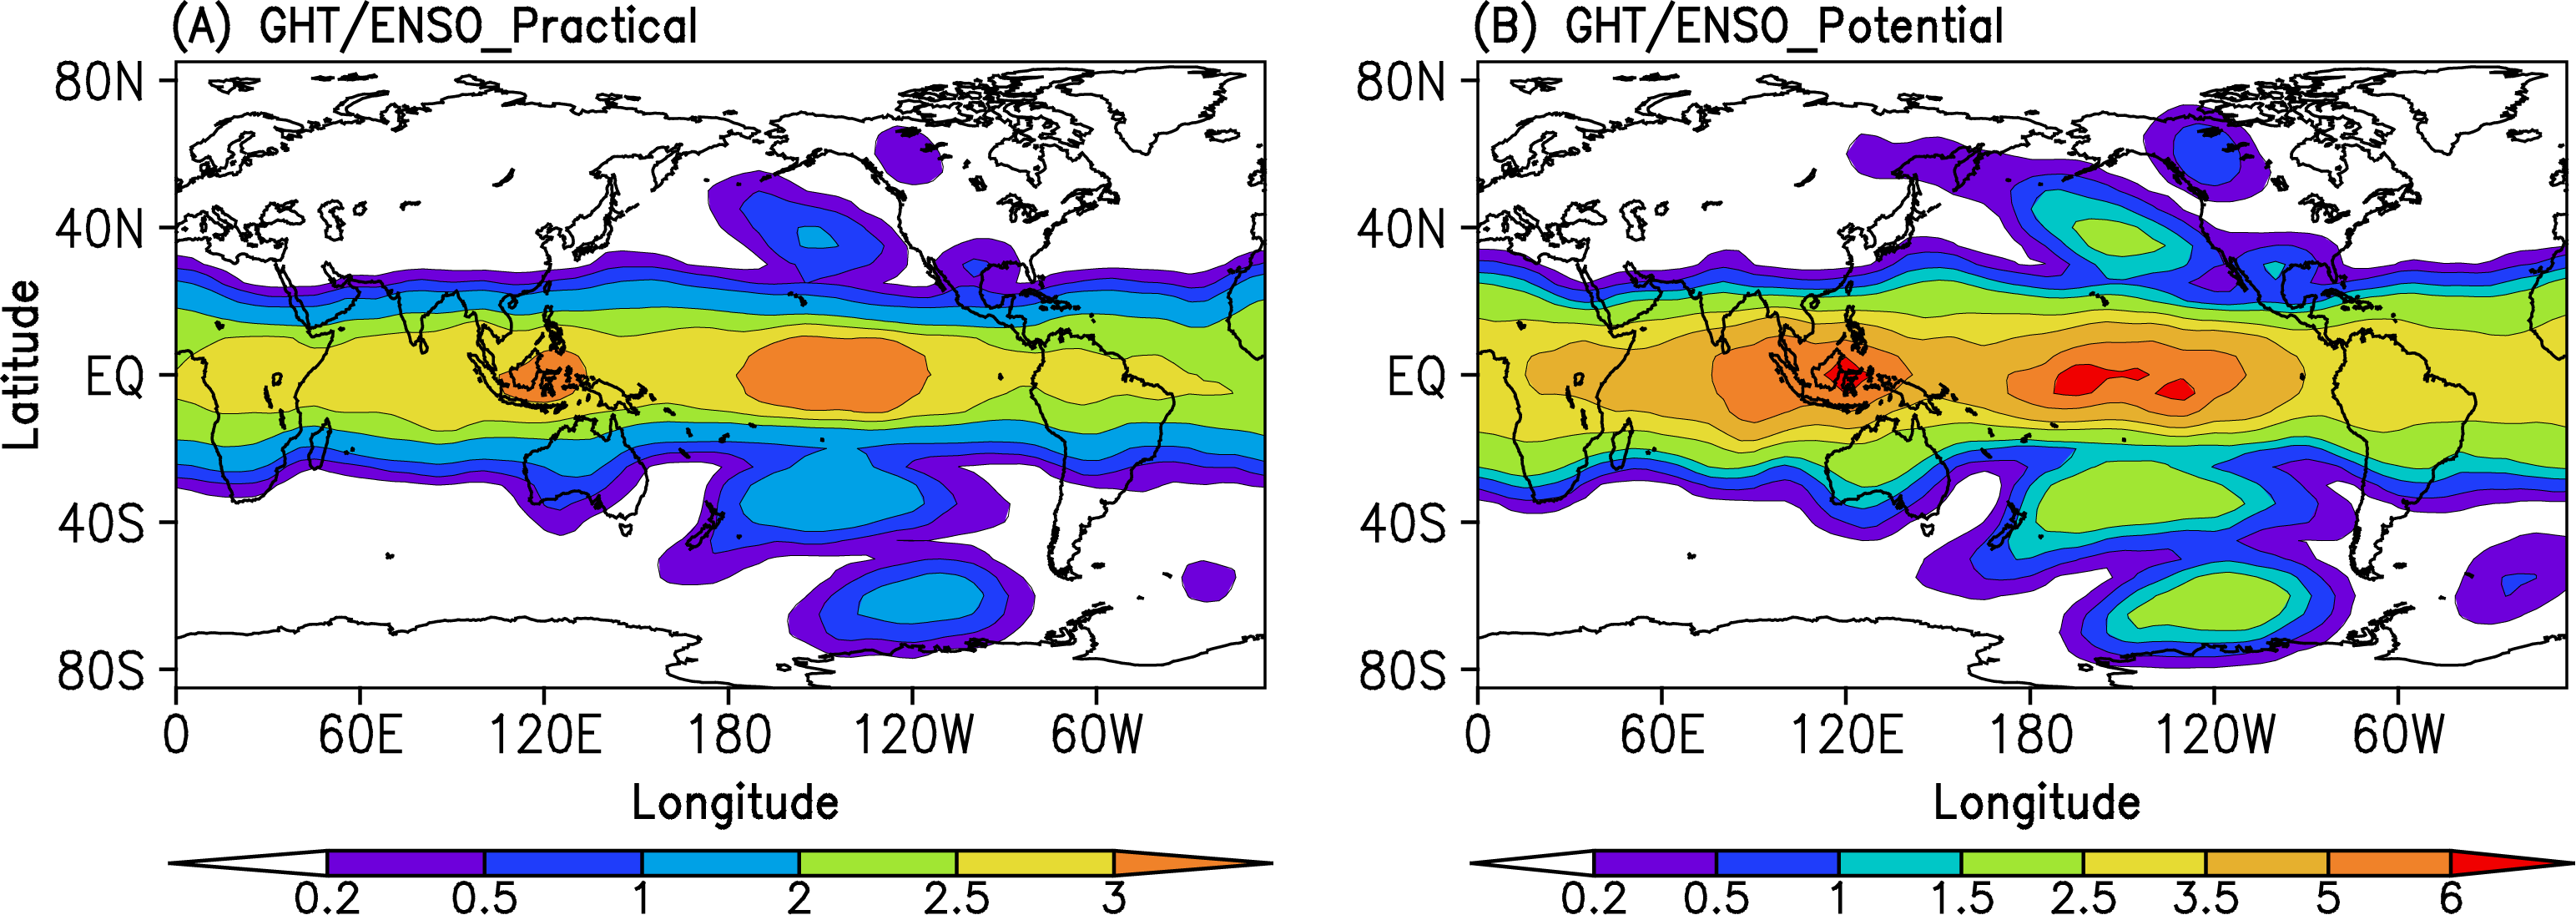 (A) GHT/ENSO_Practical
(B) GHT/ENSO_Potential
80N
40N
EQ
40S
80S
Latitude
0 60E 120E 180 120W 60W
Longitude
0.2 0.5 1 2 2.5 3
80N
40N
EQ
40S
80S
0 60E 120E 180 120W 60W
Longitude
0.2 0.5 1 1.5 2.5 3.5 5 6